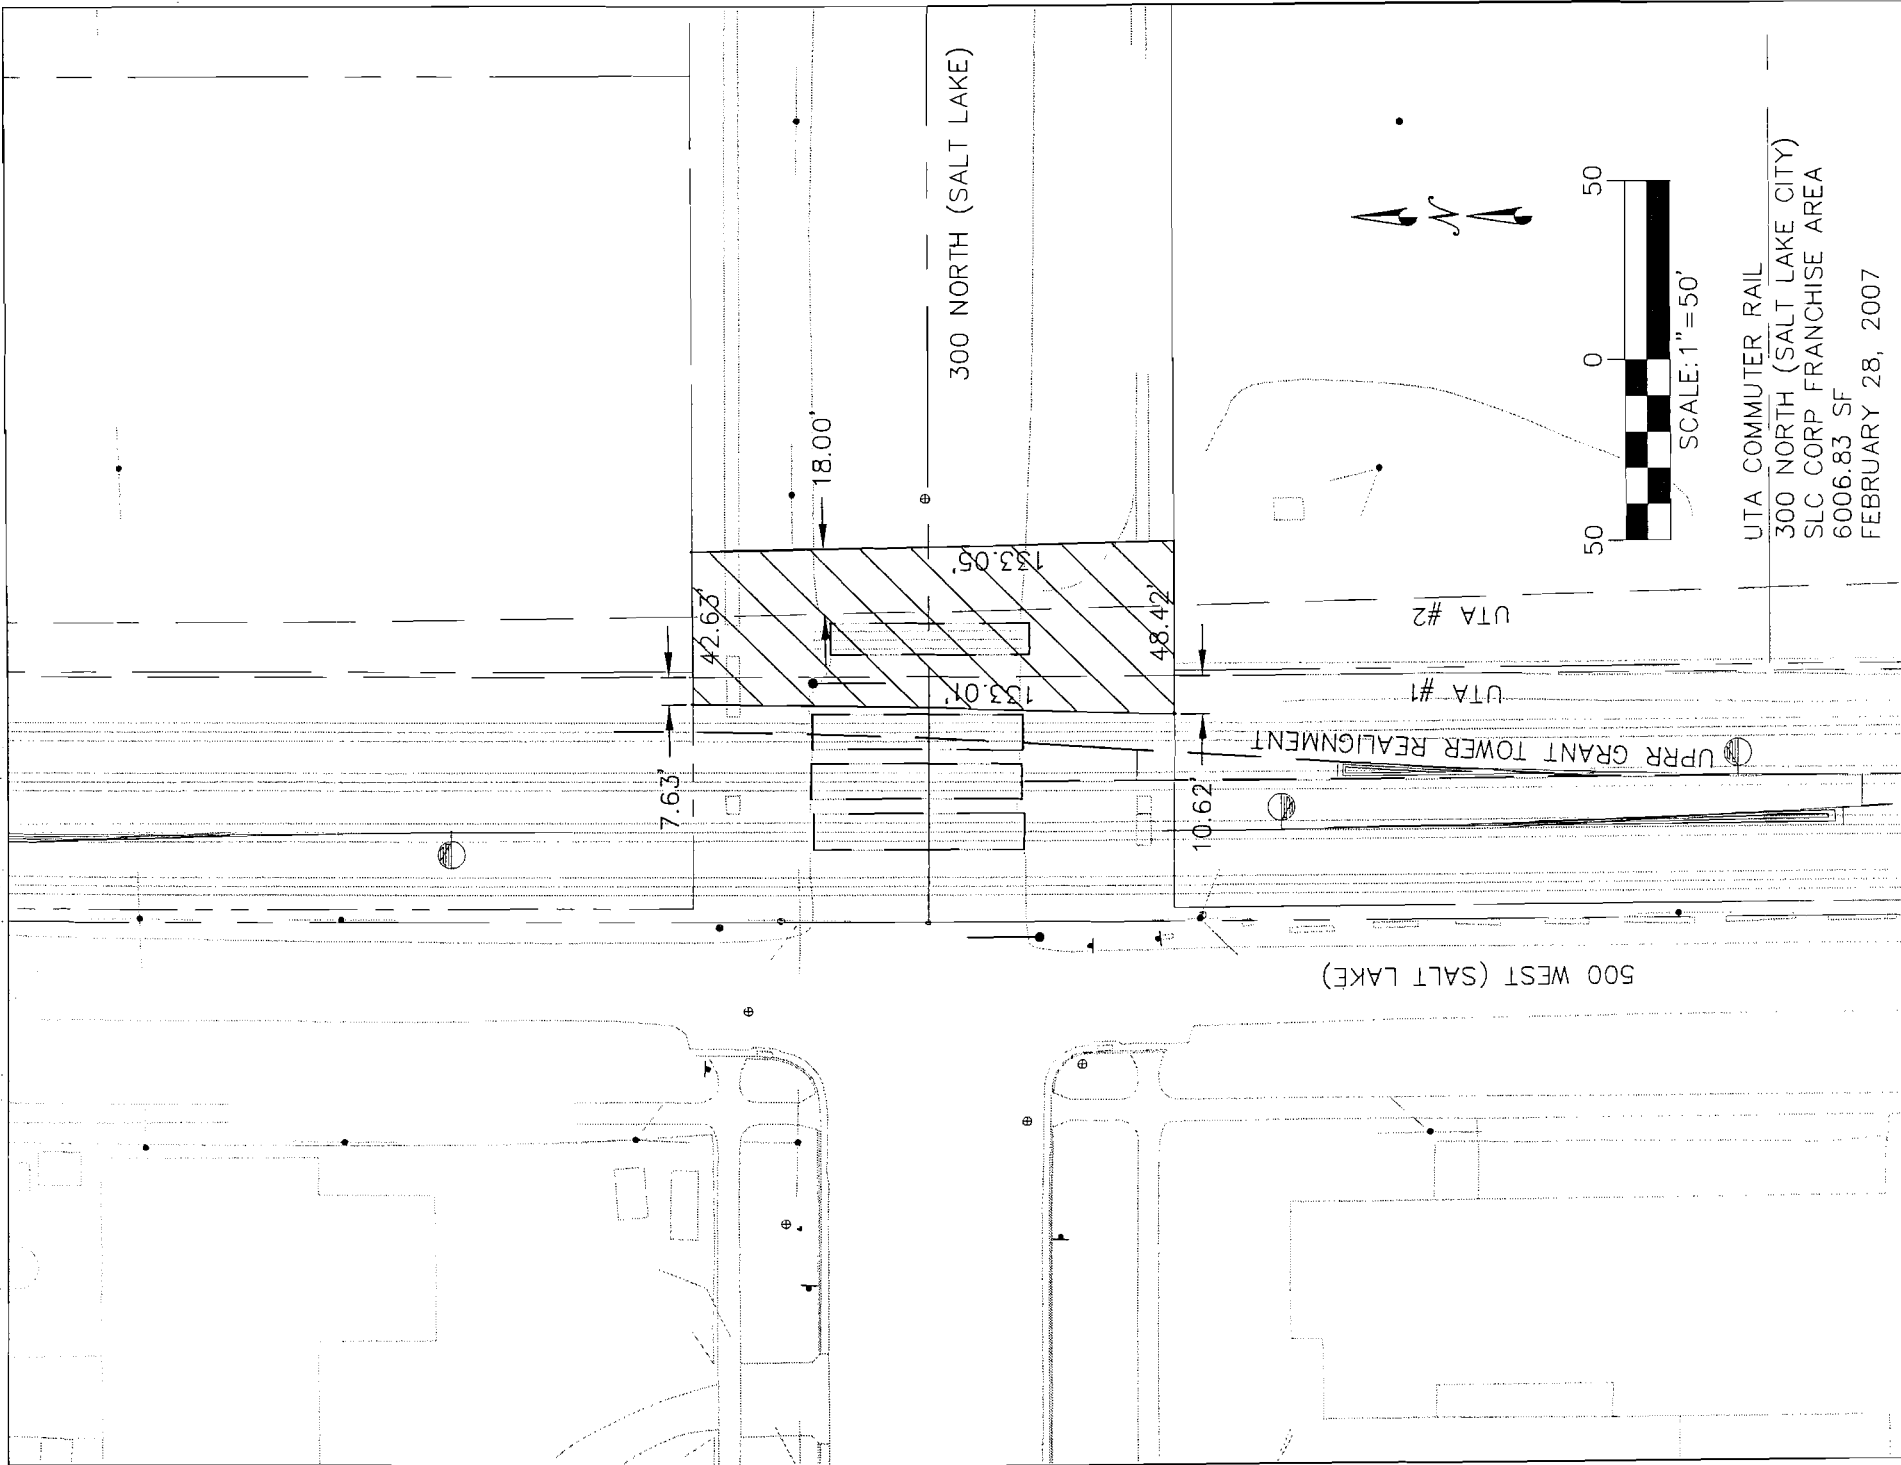 300 NORTH (SALT LAKE)
18.00'
42.63'
133.05'
133.01'
48.42'
7.63'
10.62'
UTA #2
UTA #1
UPRR GRANT TOWER REALIGNMENT
500 WEST (SALT LAKE)
N
50 0 50
SCALE: 1"=50'
UTA COMMUTER RAIL
300 NORTH (SALT LAKE CITY)
SLC CORP FRANCHISE AREA
6006.83 SF
FEBRUARY 28, 2007